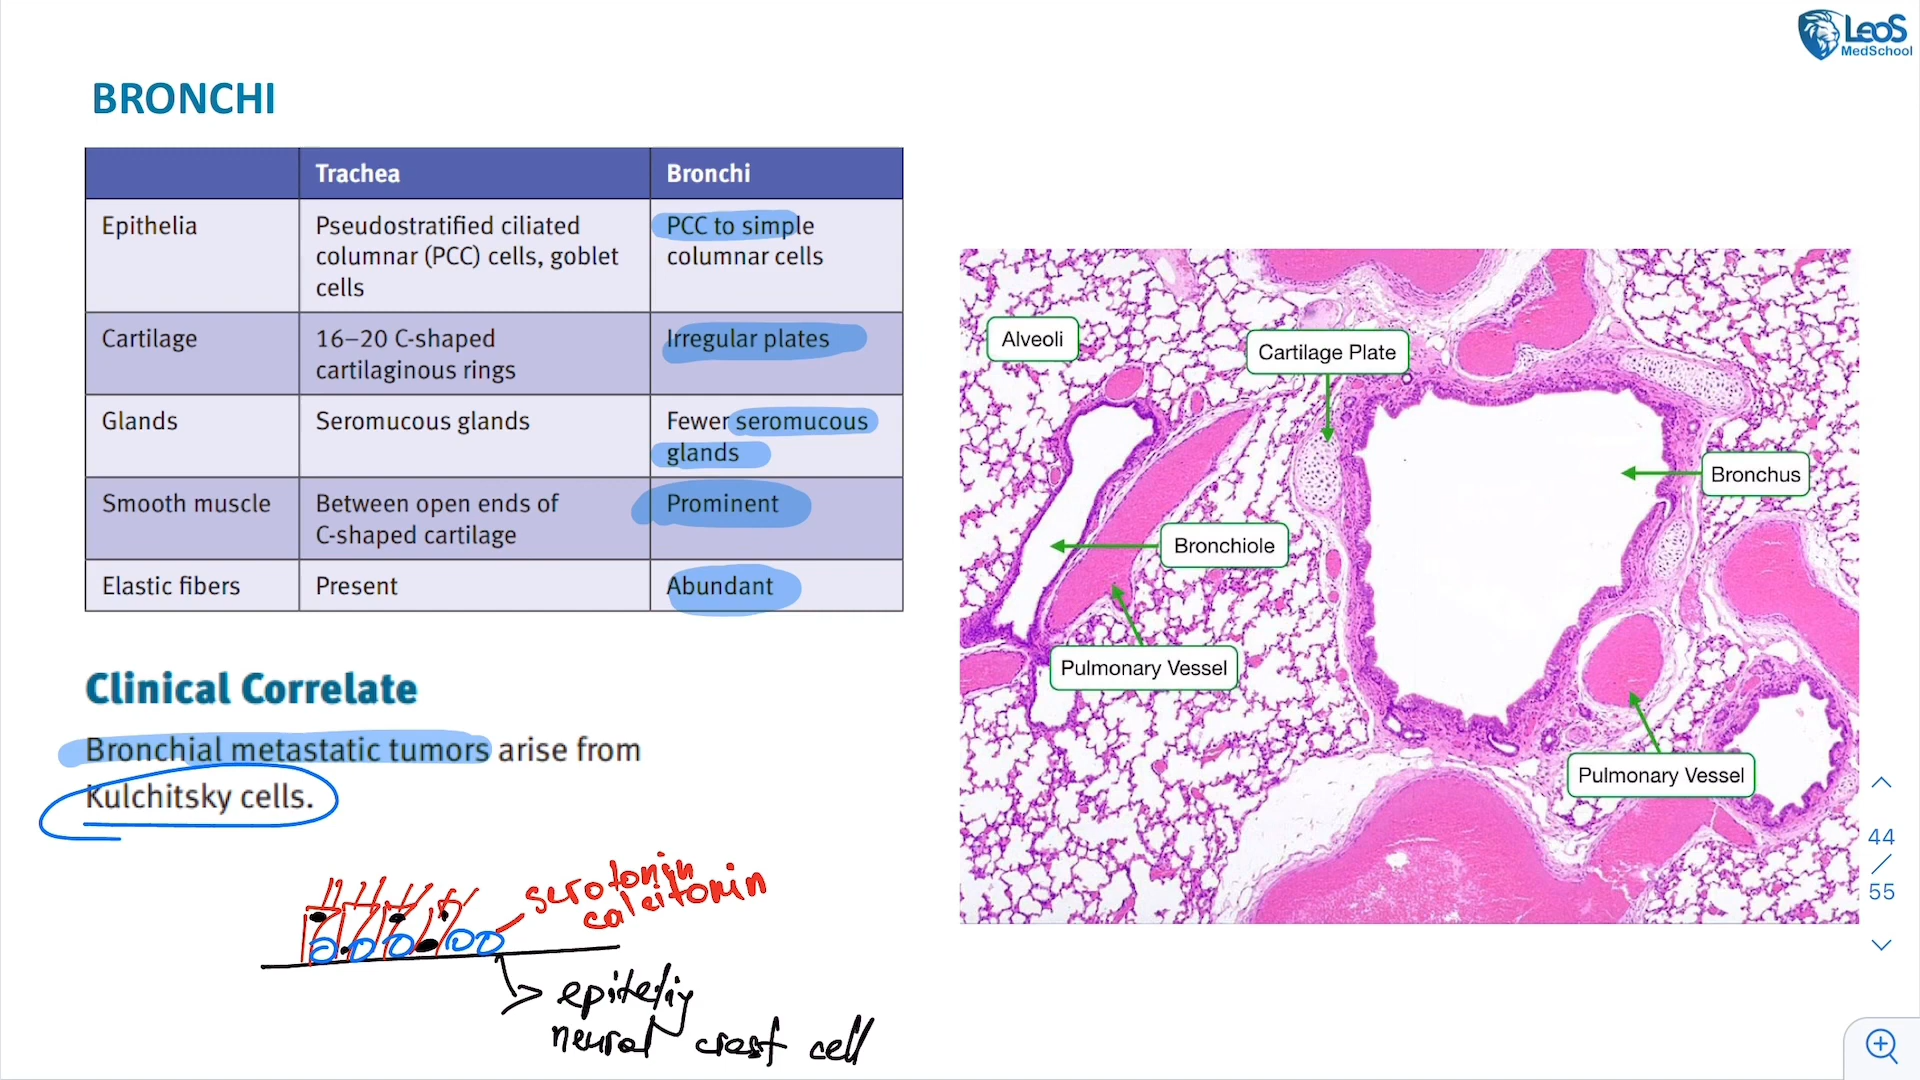 LeoS
MedSchool
BRONCHI
Trachea
Bronchi
Epithelia
Pseudostratified ciliated
columnar (PCC) cells, goblet
cells
PCC to simple
columnar cells
Cartilage
16–20 C-shaped
cartilaginous rings
Irregular plates
Glands
Seromucous glands
Fewer seromucous
glands
Smooth muscle
Between open ends of
C-shaped cartilage
Prominent
Elastic fibers
Present
Abundant
Clinical Correlate
Bronchial metastatic tumors arise from
Kulchitsky cells.
serotonin
calcitonin
epiteliy
neural crest cell
Alveoli
Cartilage Plate
Bronchus
Bronchiole
Pulmonary Vessel
Pulmonary Vessel
44
/
55